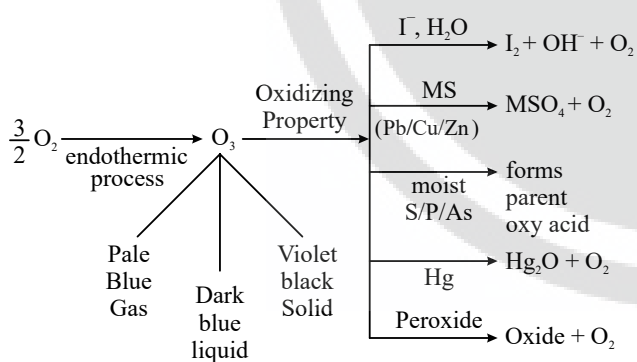 I⁻, H₂O
I₂ + OH⁻ + O₂
Oxidizing
Property
MS
(Pb/Cu/Zn)
MSO₄ + O₂
3/2 O₂
endothermic
process
O₃
moist
S/P/As
forms
parent
oxy acid
Pale
Blue
Gas
Dark
blue
liquid
Violet
black
Solid
Hg
Hg₂O + O₂
Peroxide
Oxide + O₂